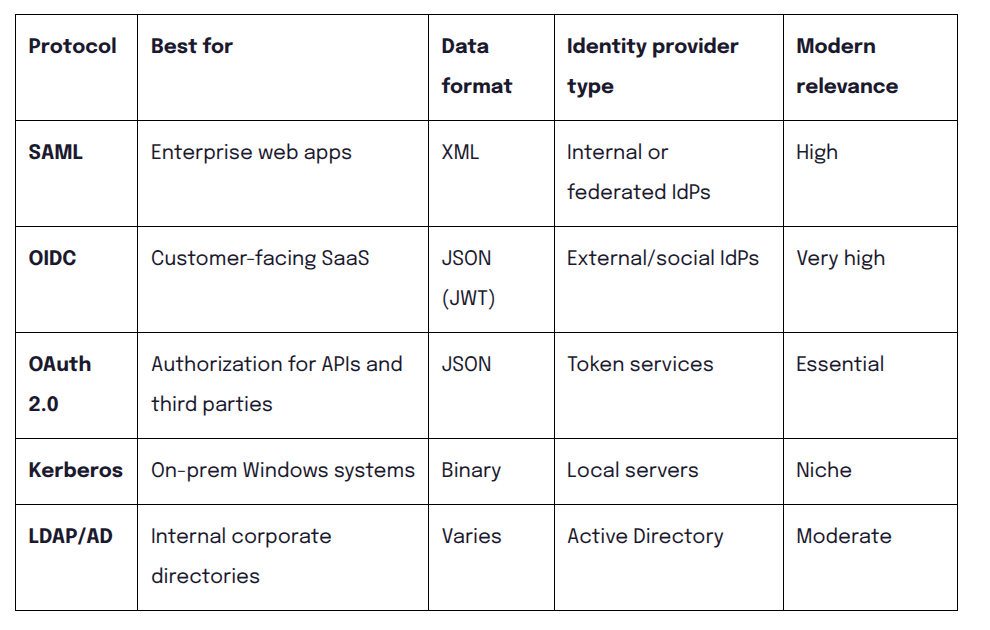 Protocol Best for Data Identity provider Modern
format type relevance
SAML Enterprise web apps XML Internal or High
federated IdPs
OIDC Customer-facing SaaS JSON External/social IdPs Very high
(JWT)
OAuth Authorization for APIs and JSON Token services Essential
2.0 third parties
Kerberos On-prem Windows systems Binary Local servers Niche
LDAP/AD Internal corporate Varies Active Directory Moderate
directories